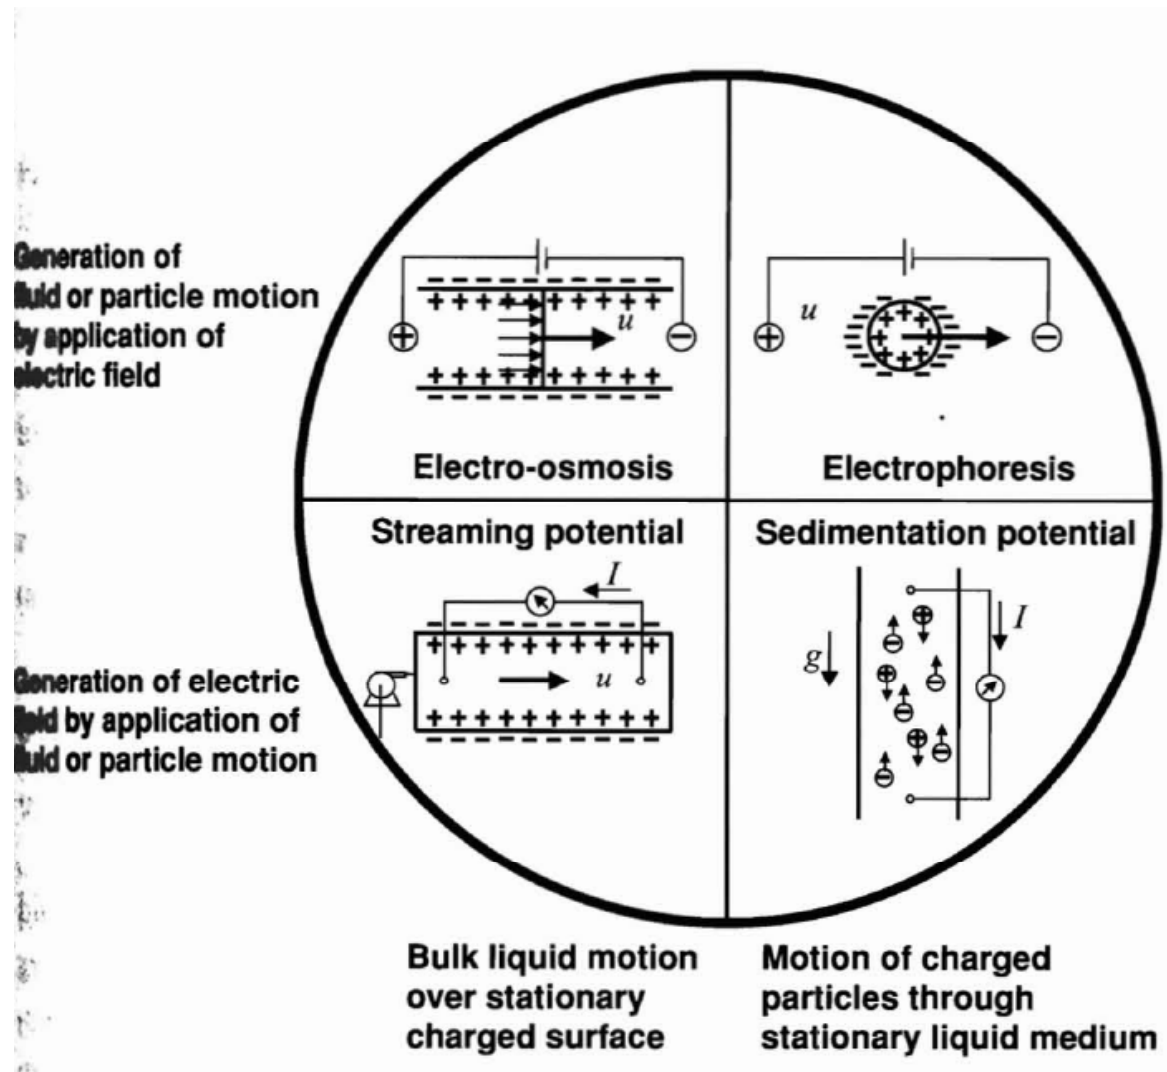 Generation of
fluid or particle motion
by application of
electric field
u
u
Electro-osmosis
Electrophoresis
Streaming potential
Sedimentation potential
I
I
g
u
Generation of electric
field by application of
fluid or particle motion
Bulk liquid motion
over stationary
charged surface
Motion of charged
particles through
stationary liquid medium